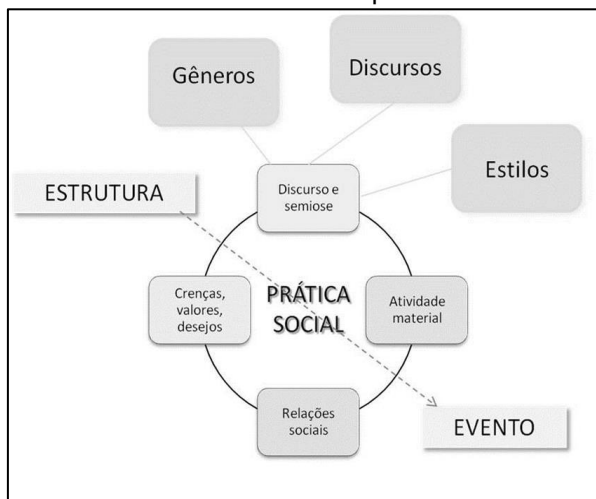 Gêneros
Discursos
Estilos
ESTRUTURA
Discurso e
semiose
Crenças,
valores,
desejos
PRÁTICA
SOCIAL
Atividade
material
Relações
sociais
EVENTO